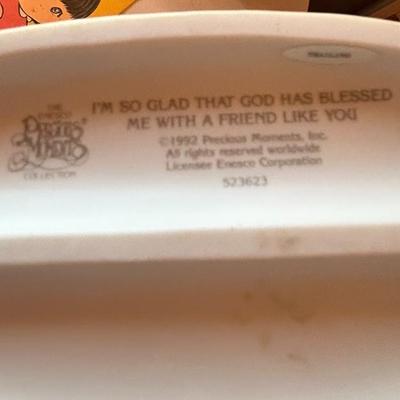 THE
ENESCO
PRECIOUS
MOMENTS®
COLLECTION
I'M SO GLAD THAT GOD HAS BLESSED
ME WITH A FRIEND LIKE YOU
©1992 Precious Moments, Inc.
All rights reserved worldwide
Licensee Enesco Corporation
523623